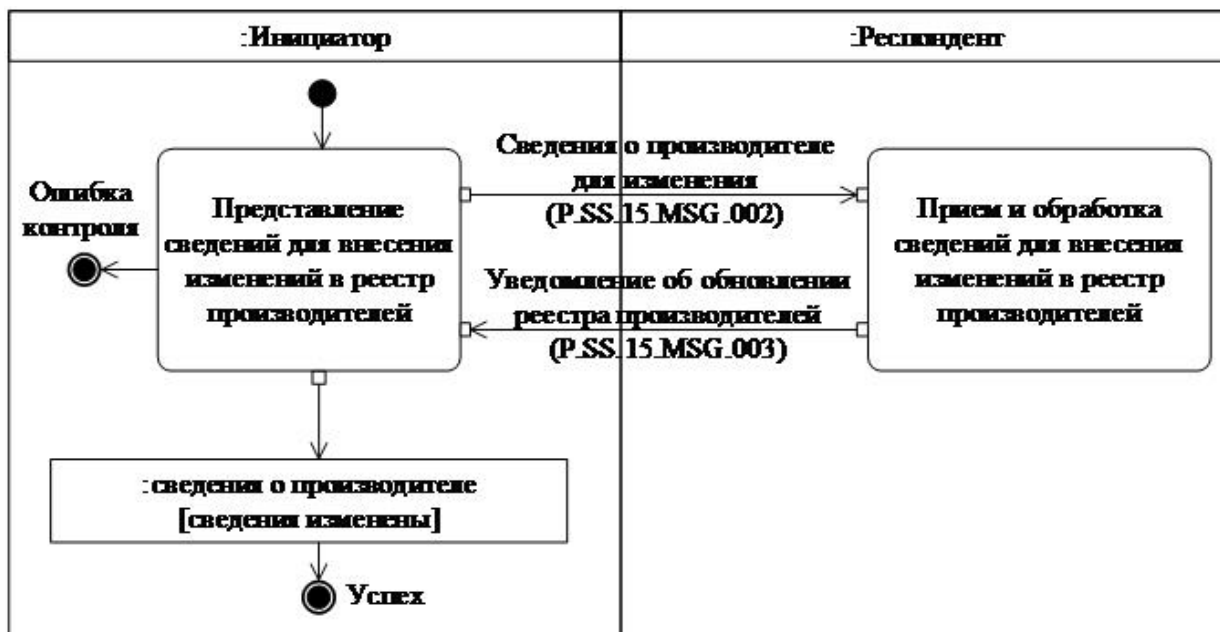 :Инициатор
:Респондент
Ошибка
контроля
Представление
сведений для внесения
изменений в реестр
производителей
Сведения о производителе
для изменения
(P.SS.15.MSG.002)
Уведомление об обновлении
реестра производителей
(P.SS.15.MSG.003)
Прием и обработка
сведений для внесения
изменений в реестр
производителей
:сведения о производителе
[сведения изменены]
Успех